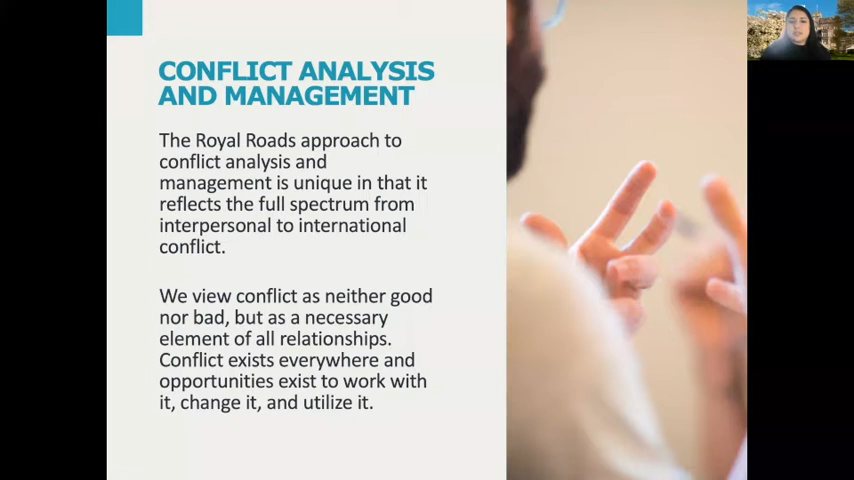 CONFLICT ANALYSIS
AND MANAGEMENT
The Royal Roads approach to
conflict analysis and
management is unique in that it
reflects the full spectrum from
interpersonal to international
conflict.
We view conflict as neither good
nor bad, but as a necessary
element of all relationships.
Conflict exists everywhere and
opportunities exist to work with
it, change it, and utilize it.